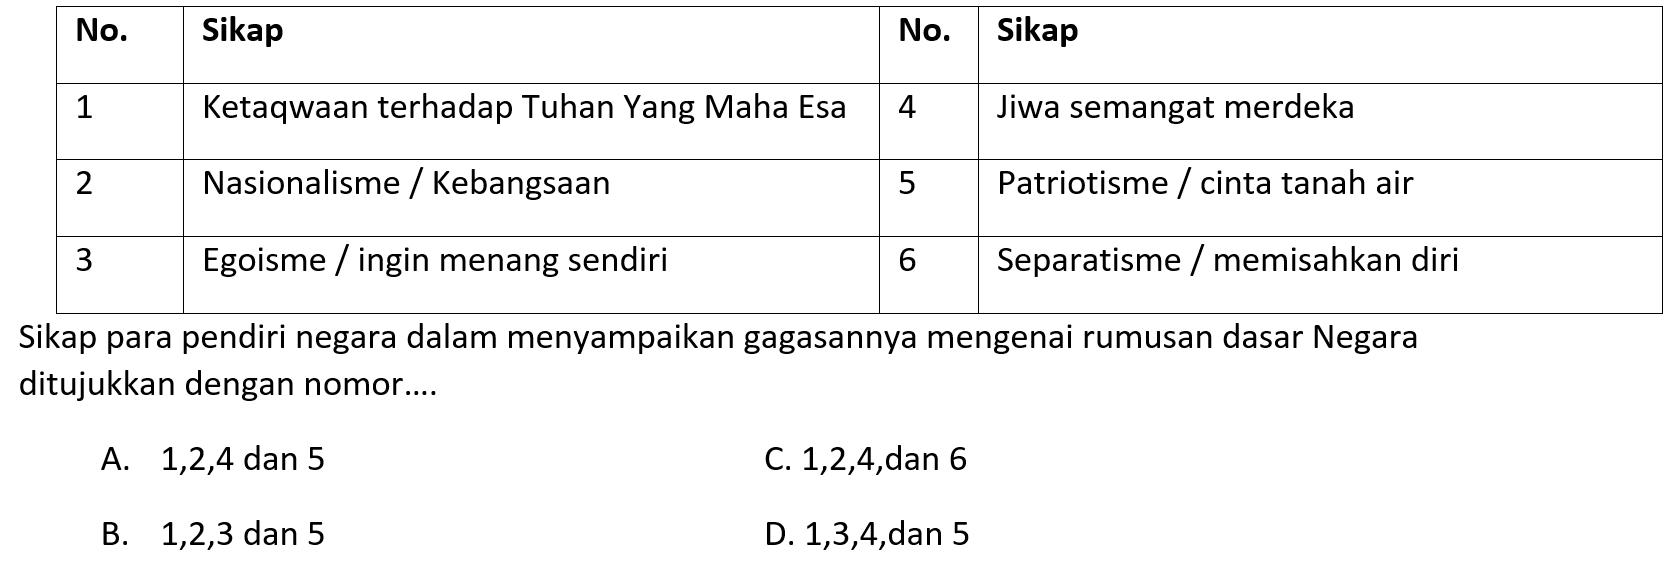 No. Sikap No. Sikap
1 Ketaqwaan terhadap Tuhan Yang Maha Esa 4 Jiwa semangat merdeka
2 Nasionalisme / Kebangsaan 5 Patriotisme / cinta tanah air
3 Egoisme / ingin menang sendiri 6 Separatisme / memisahkan diri
Sikap para pendiri negara dalam menyampaikan gagasannya mengenai rumusan dasar Negara
ditujukkan dengan nomor....
A. 1,2,4 dan 5 C. 1,2,4,dan 6
B. 1,2,3 dan 5 D. 1,3,4,dan 5